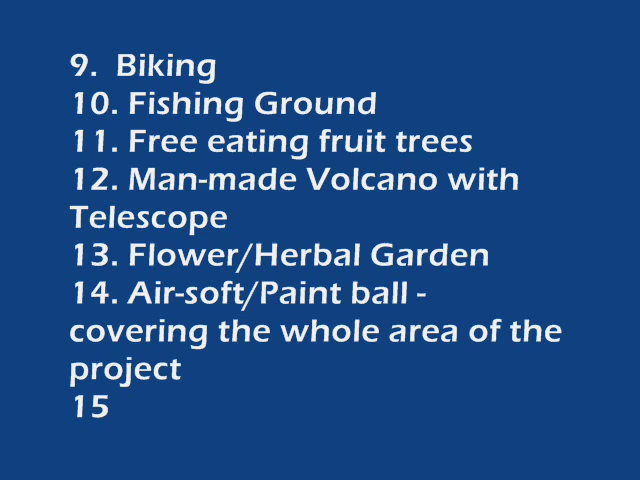 9.  Biking
10. Fishing Ground
11. Free eating fruit trees
12. Man-made Volcano with
Telescope
13. Flower/Herbal Garden
14. Air-soft/Paint ball -
covering the whole area of the
project
15